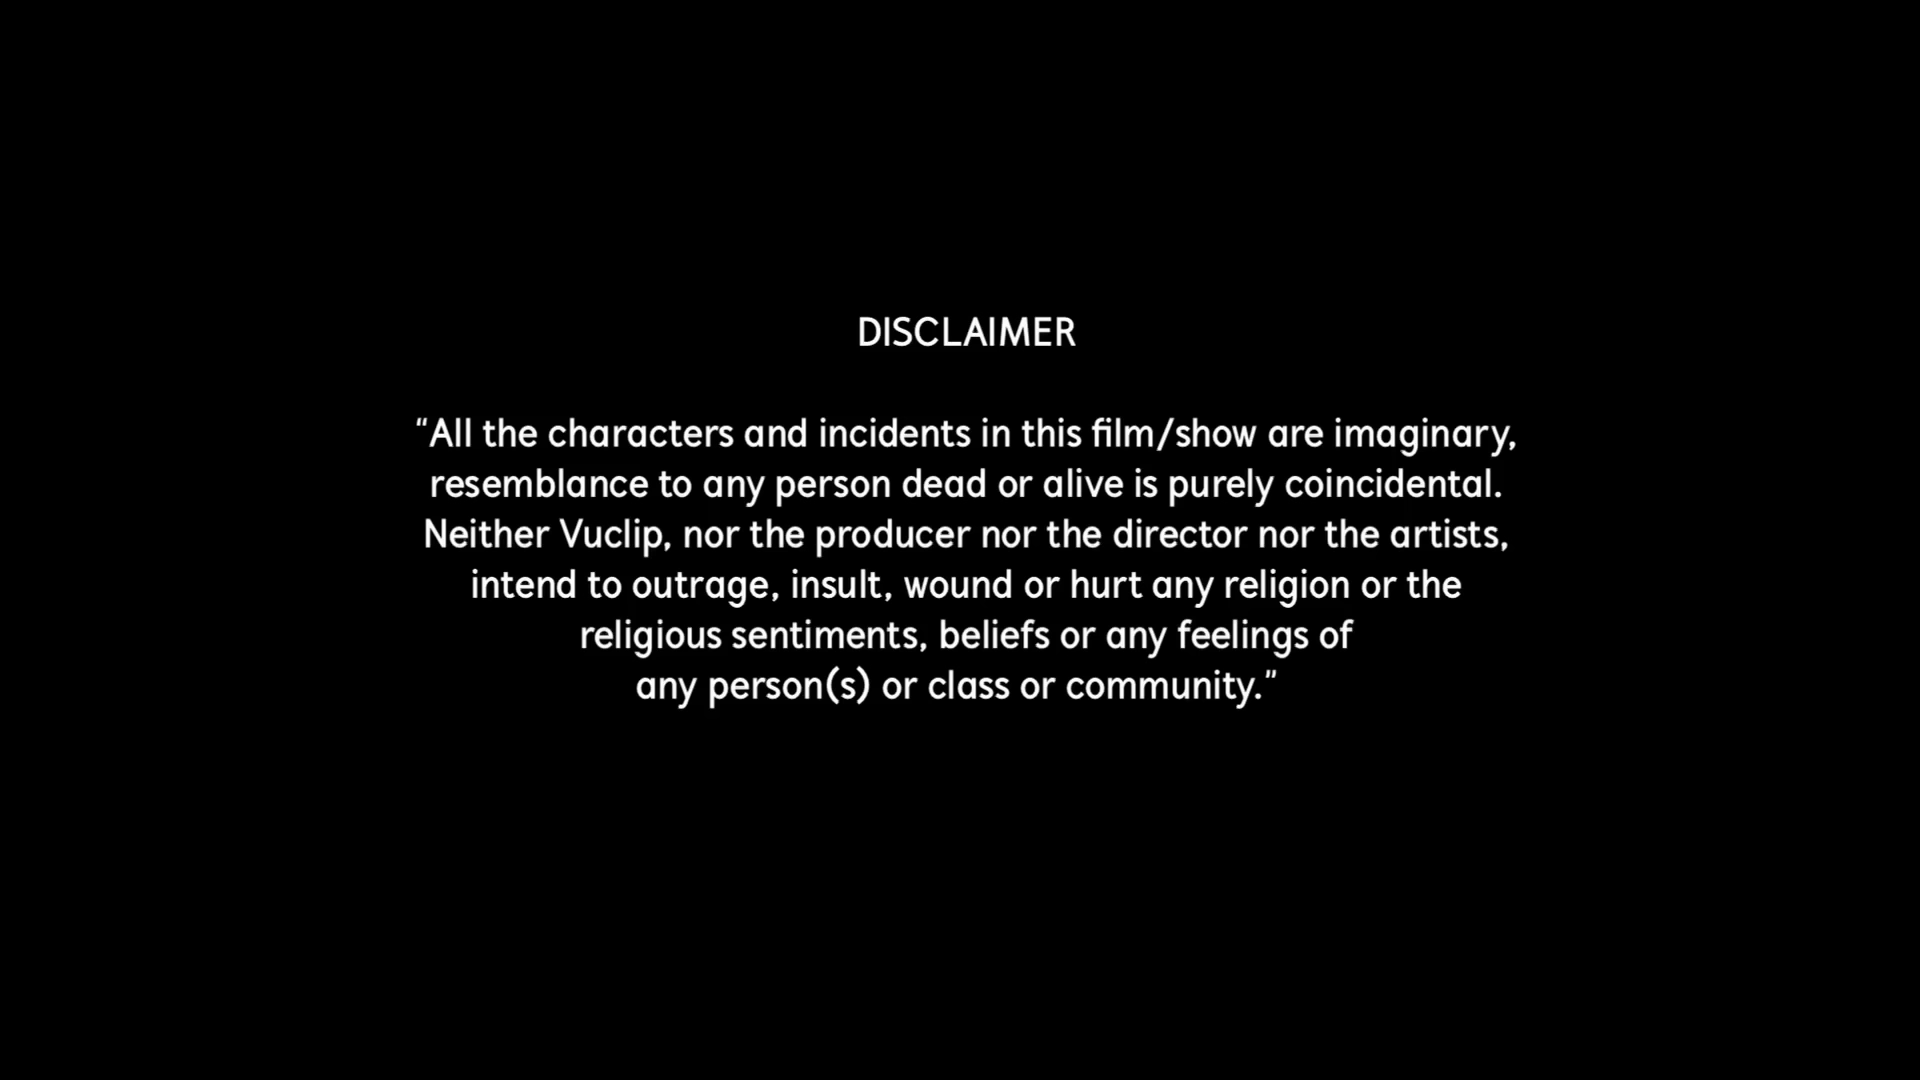 DISCLAIMER
"All the characters and incidents in this film/show are imaginary,
resemblance to any person dead or alive is purely coincidental.
Neither Vuclip, nor the producer nor the director nor the artists,
intend to outrage, insult, wound or hurt any religion or the
religious sentiments, beliefs or any feelings of
any person(s) or class or community."